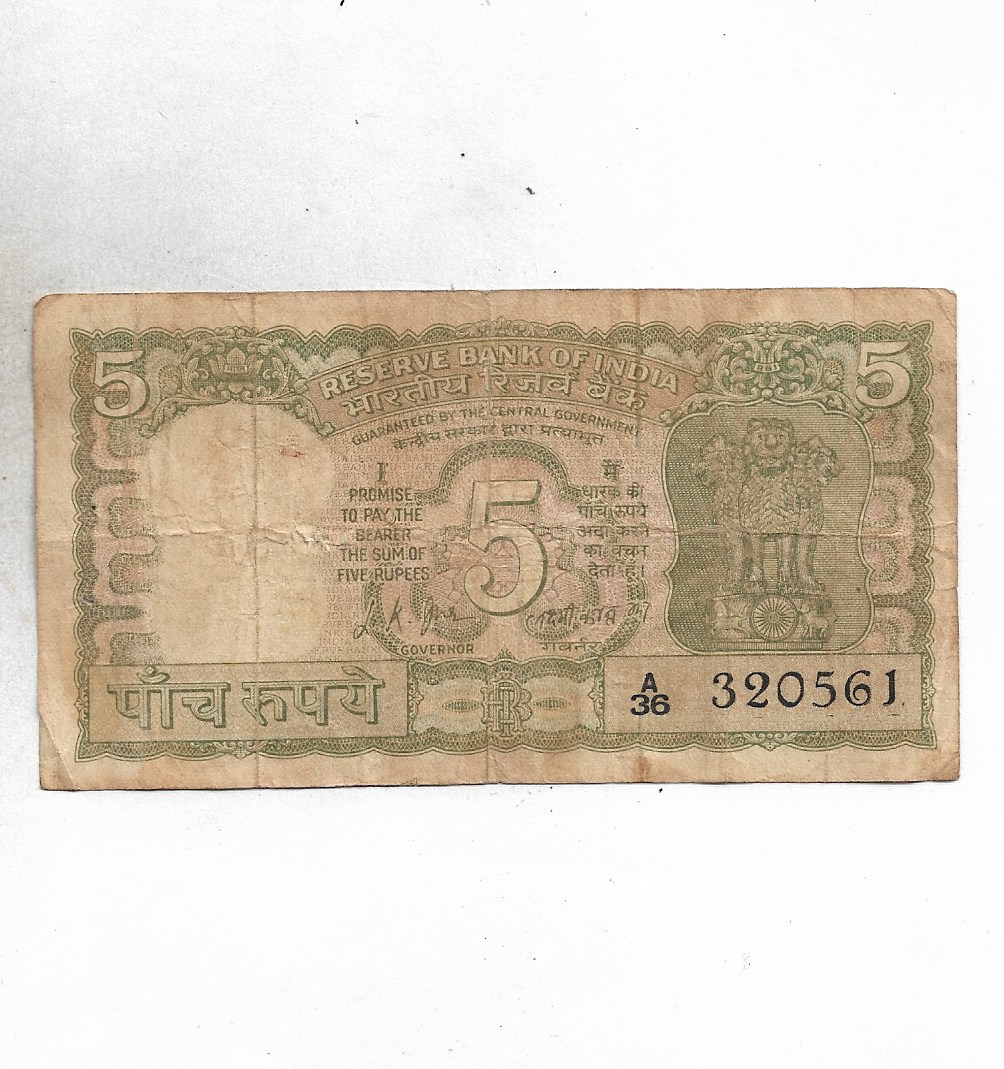 5
5
RESERVE BANK OF INDIA
भारतीय रिज़र्व बैंक
GUARANTEED BY THE CENTRAL GOVERNMENT
केन्द्रीय सरकार द्वारा प्रत्याभूत
I
PROMISE
TO PAY THE
BEARER
THE SUM OF
FIVE RUPEES
5
मैं
धारक को
पाँच रुपये
अदा करने
का वचन
देता हूँ।
GOVERNOR
गवर्नर
पाँच रूपये
A
36
320561